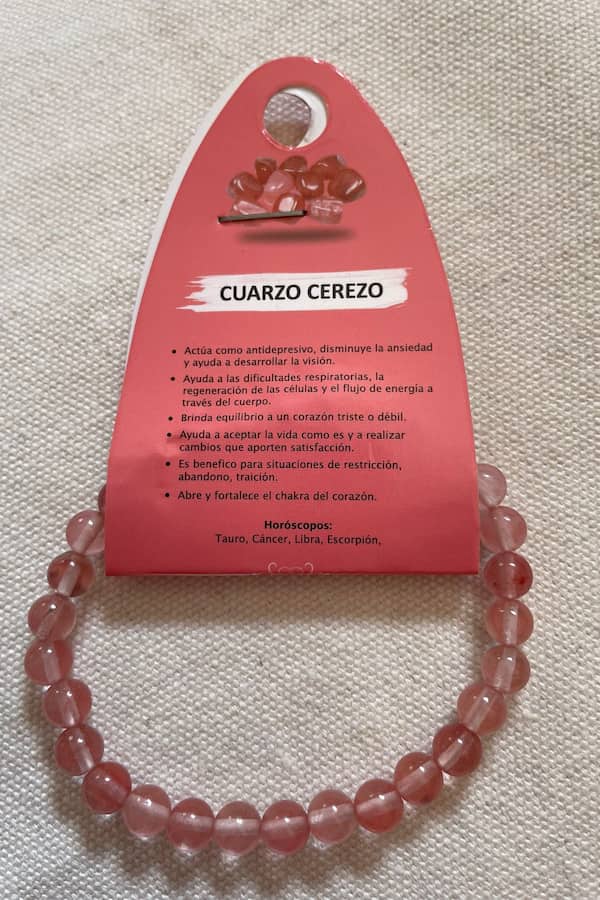 CUARZO CEREZO
• Actúa como antidepresivo, disminuye la ansiedad
y ayuda a desarrollar la visión.
• Ayuda a las dificultades respiratorias, la
regeneración de las células y el flujo de energía a
través del cuerpo.
• Brinda equilibrio a un corazón triste o débil.
• Ayuda a aceptar la vida como es y a realizar
cambios que aporten satisfacción.
• Es benefico para situaciones de restricción,
abandono, traición.
• Abre y fortalece el chakra del corazón.
Horóscopos:
Tauro, Cáncer, Libra, Escorpión,